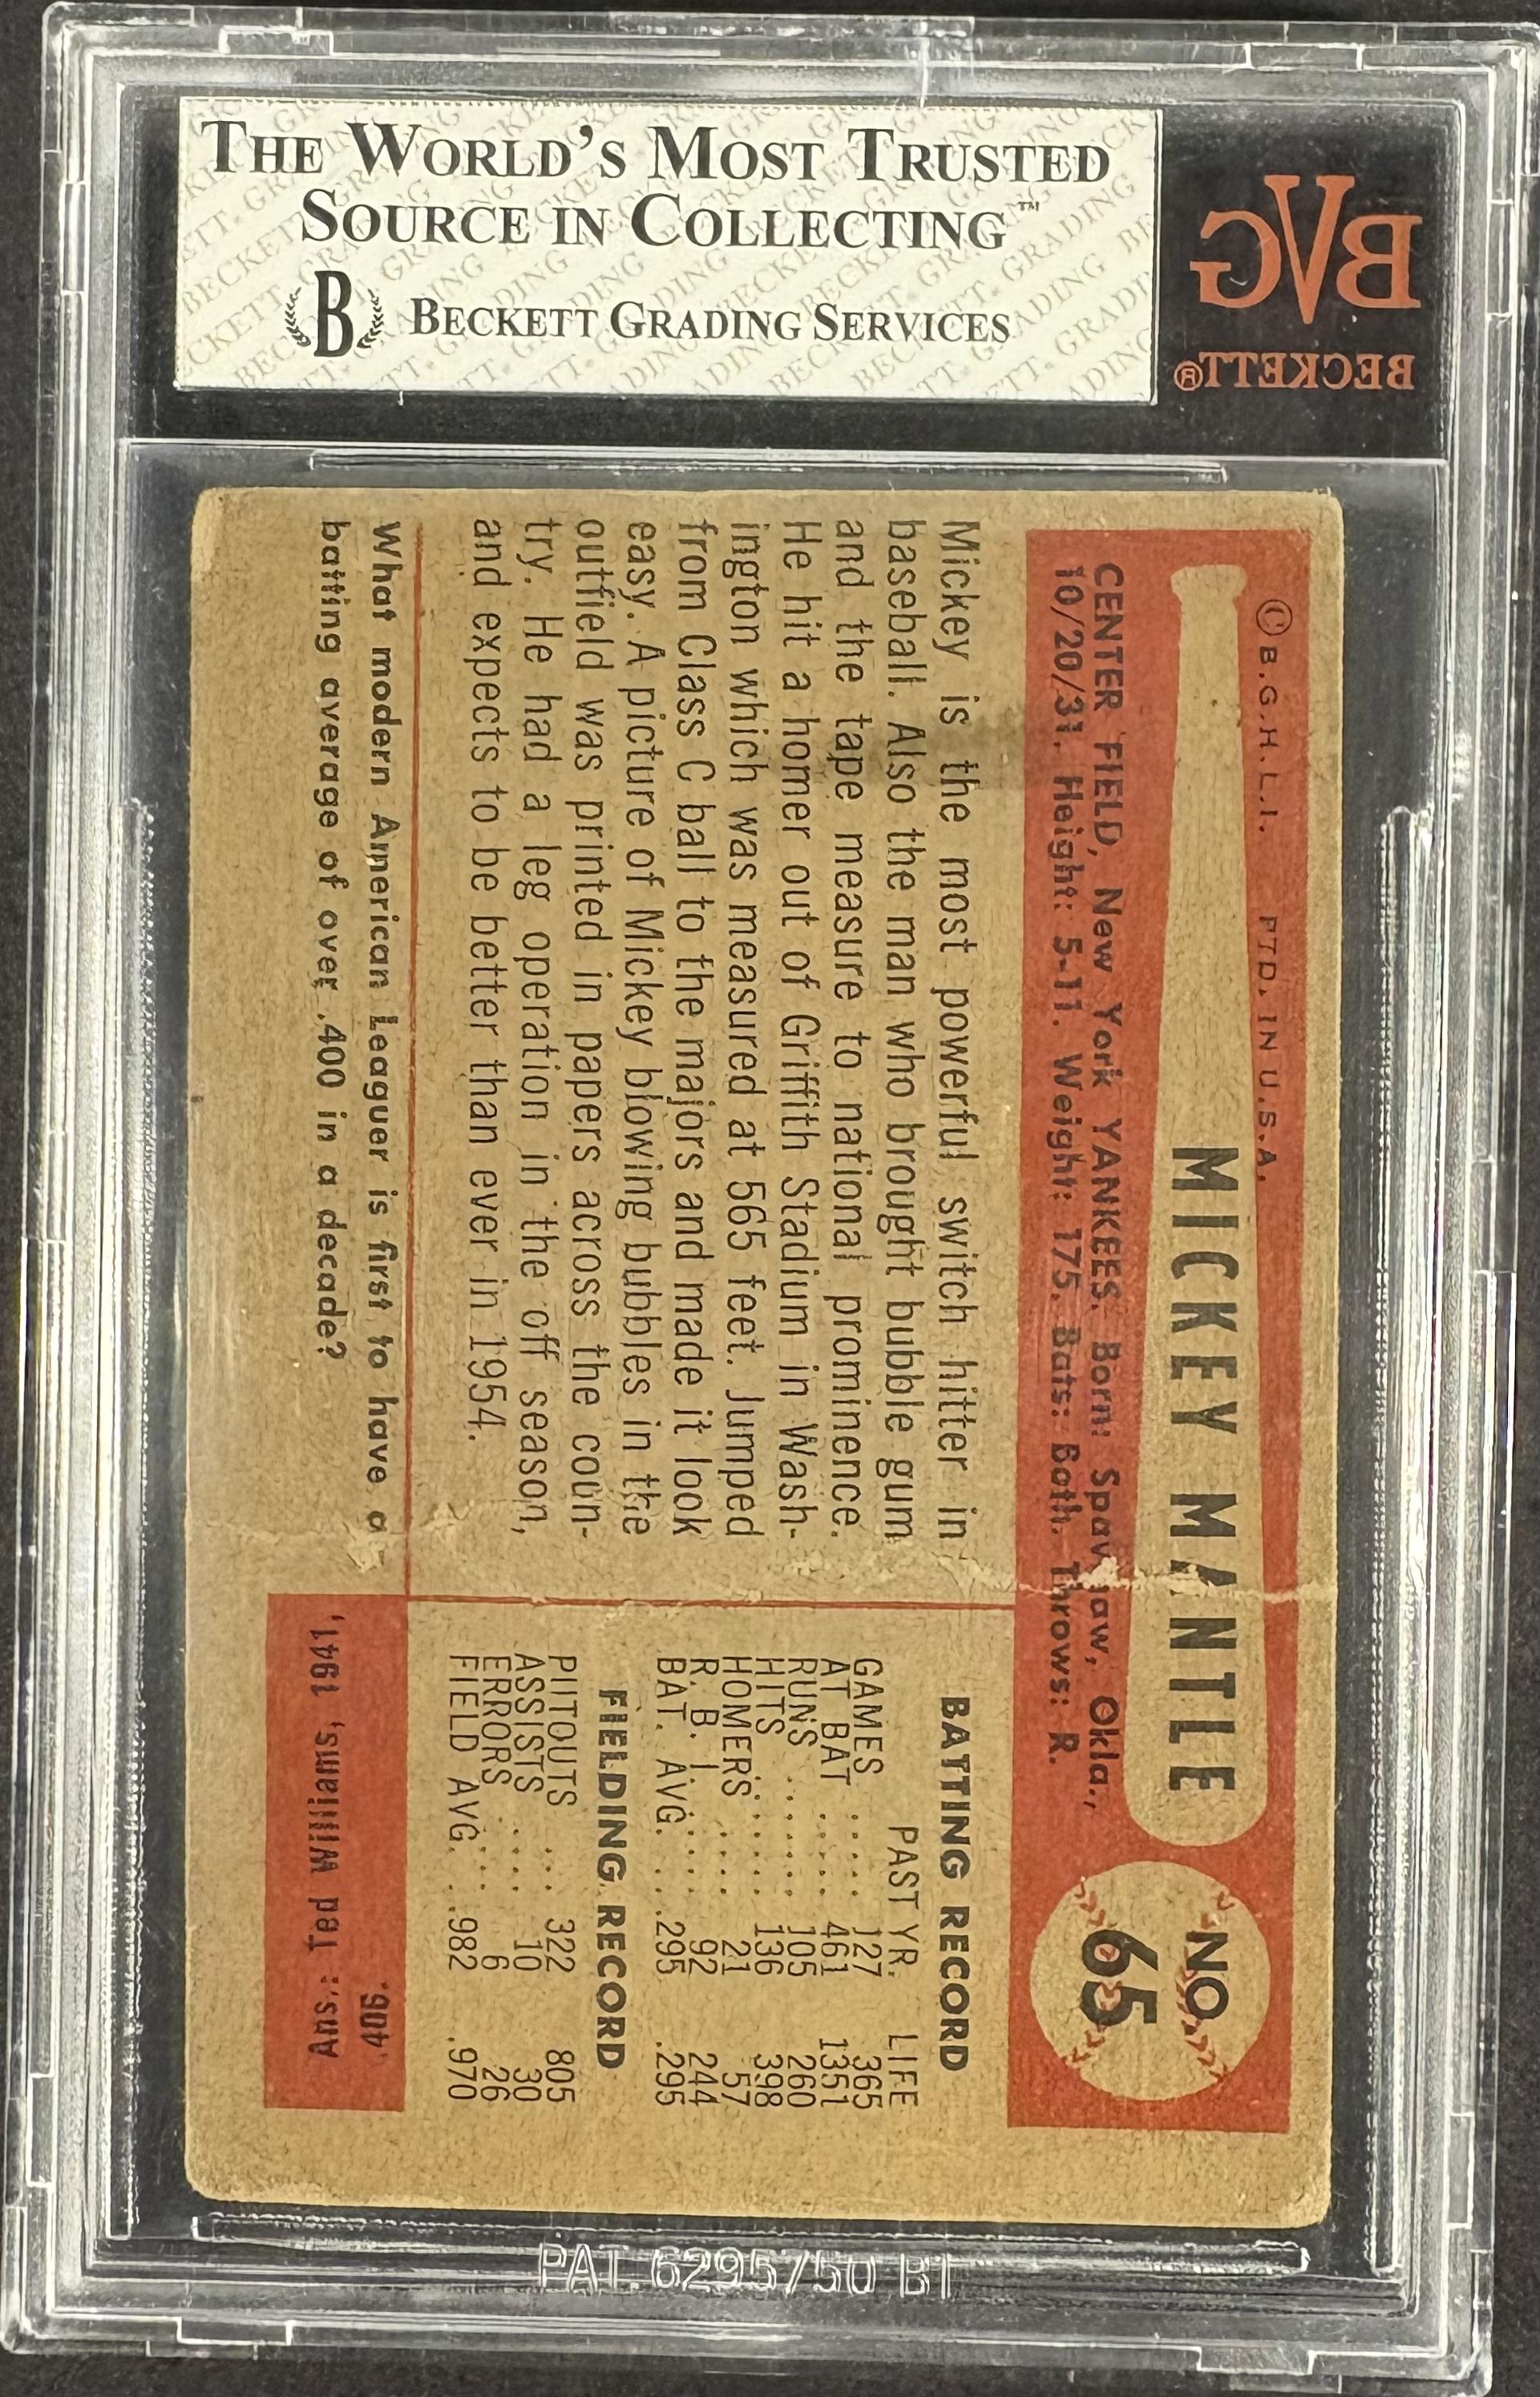 THE WORLD'S MOST TRUSTED
SOURCE IN COLLECTING™
B BECKETT GRADING SERVICES
BVG
BECKETT®
© B.G.H.L.I. PTD. IN U.S.A.
MICKEY MANTLE
NO.
65
CENTER FIELD, New York YANKEES. Born: Spavinaw, Okla.,
10/20/31. Height: 5-11. Weight: 175. Bats: Both. Throws: R.
Mickey is the most powerful switch hitter in
baseball. Also the man who brought bubble gum
and the tape measure to national prominence.
He hit a homer out of Griffith Stadium in Wash-
ington which was measured at 565 feet. Jumped
from Class C ball to the majors and made it look
easy. A picture of Mickey blowing bubbles in the
outfield was printed in papers across the coun-
try. He had a leg operation in the off season,
and expects to be better than ever in 1954.
BATTING RECORD
PAST YR. LIFE
GAMES ..... 127 365
AT BAT ..... 461 1351
RUNS ....... 105 260
HITS ....... 136 398
HOMERS ..... 21 57
R. B. I. .... 92 244
BAT. AVG. ... .295 .295
FIELDING RECORD
PITOUTS ... 322 805
ASSISTS .... 10 30
ERRORS .... 6 26
FIELD AVG. .. .982 .970
What modern American Leaguer is first to have a
batting average of over .400 in a decade?
Ans.: Ted Williams, 1941,
.406.
PAT. 6295750 B1